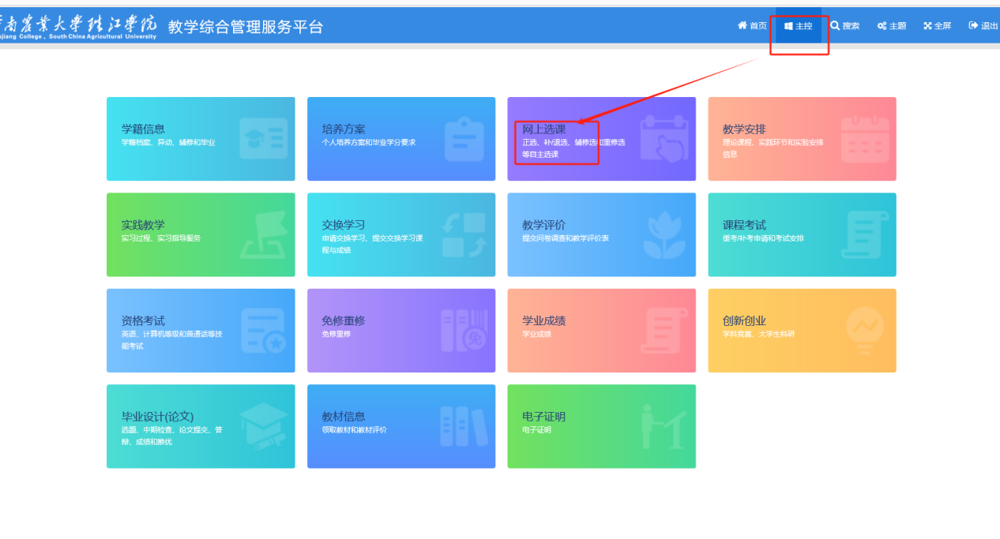 南农业大学珠江学院 教学综合管理服务平台
jiang College , South China Agricultural University
首页 主控 搜索 主题 全屏 退出
学籍信息
学籍档案、异动、辅修和毕业
培养方案
个人培养方案和毕业学分要求
网上选课
正选、补/退选、辅修选和重修选
等自主选课
教学安排
理论课程、实践环节和实验安排
信息
实践教学
实习过程、实习指导服务
交换学习
申请交换学习、提交交换学习课
程与成绩
教学评价
提交问卷调查和教学评价表
课程考试
缓考/补考申请和考试安排
资格考试
英语、计算机等级和普通话等技
能考试
免修重修
免修重修
免
学业成绩
学业成绩
创新创业
学科竞赛、大学生科研
毕业设计(论文)
选题、中期检查、论文提交、答
辩、成绩和推优
教材信息
领取教材和教材评价
电子证明
电子证明